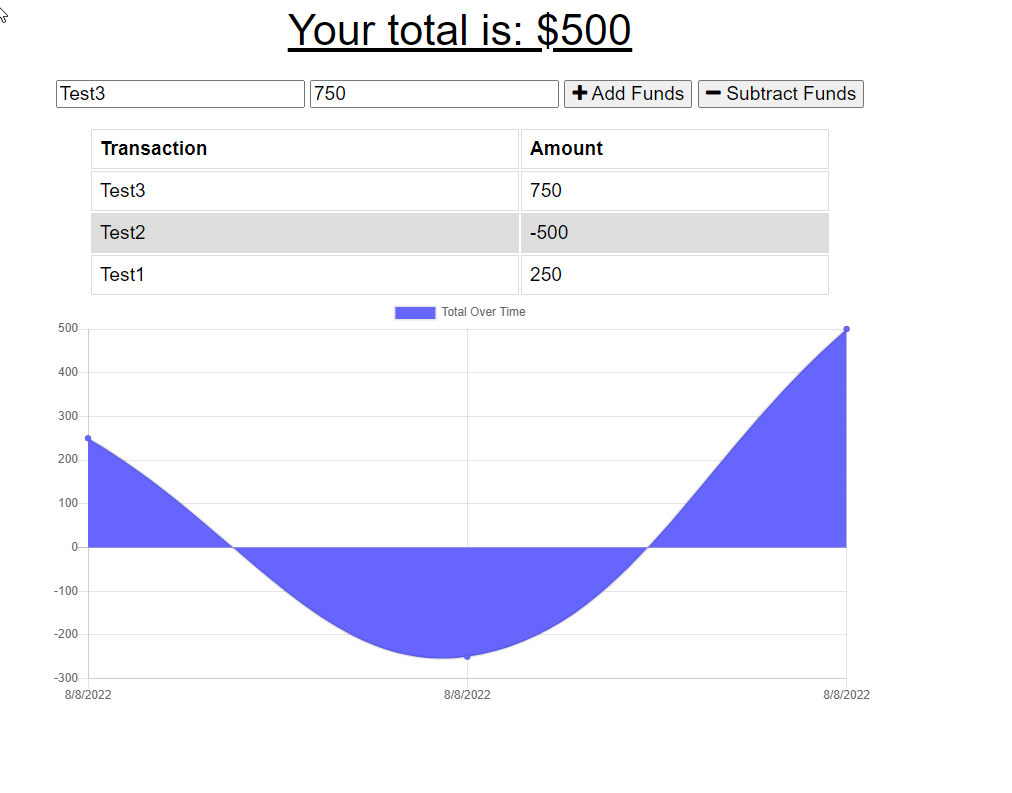 Your total is: $500
Test3 750 Add Funds Subtract Funds
Transaction Amount
Test3 750
Test2 -500
Test1 250
Total Over Time
500
400
300
200
100
0
-100
-200
-300
8/8/2022 8/8/2022 8/8/2022